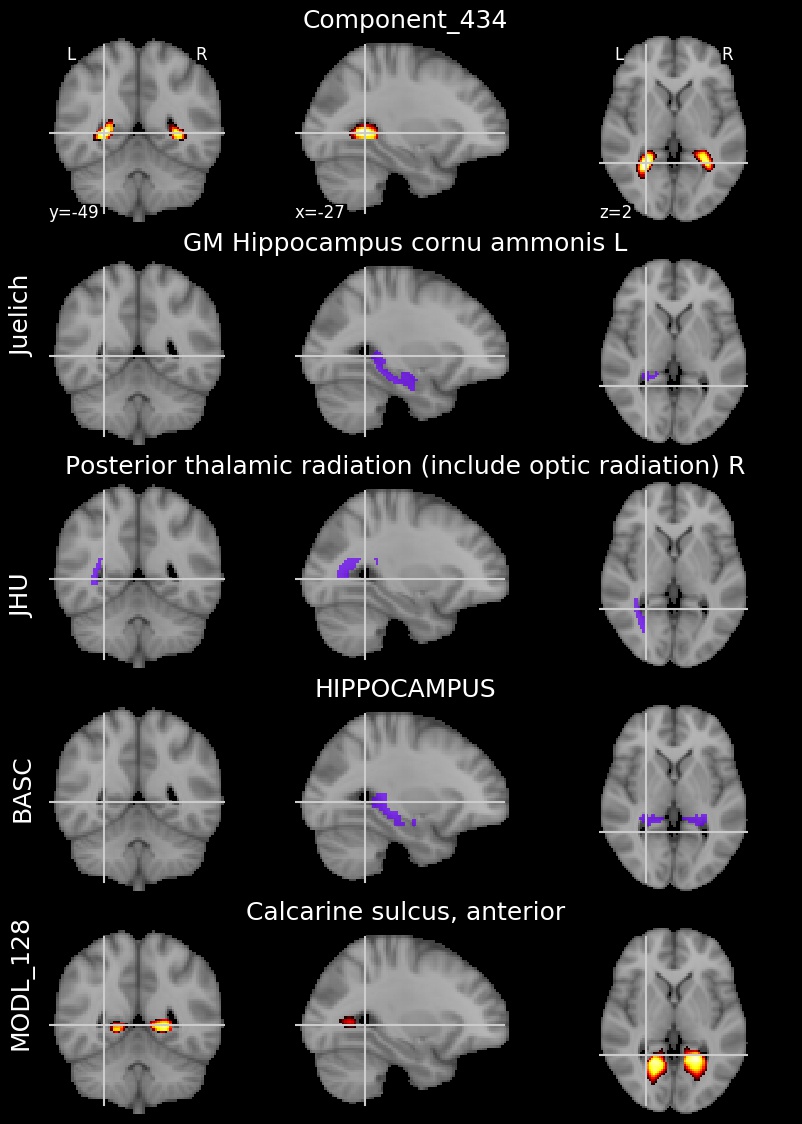 Component_434
L R L R
y=-49 x=-27 z=2
GM Hippocampus cornu ammonis L
Juelich
Posterior thalamic radiation (include optic radiation) R
JHU
HIPPOCAMPUS
BASC
Calcarine sulcus, anterior
MODL_128